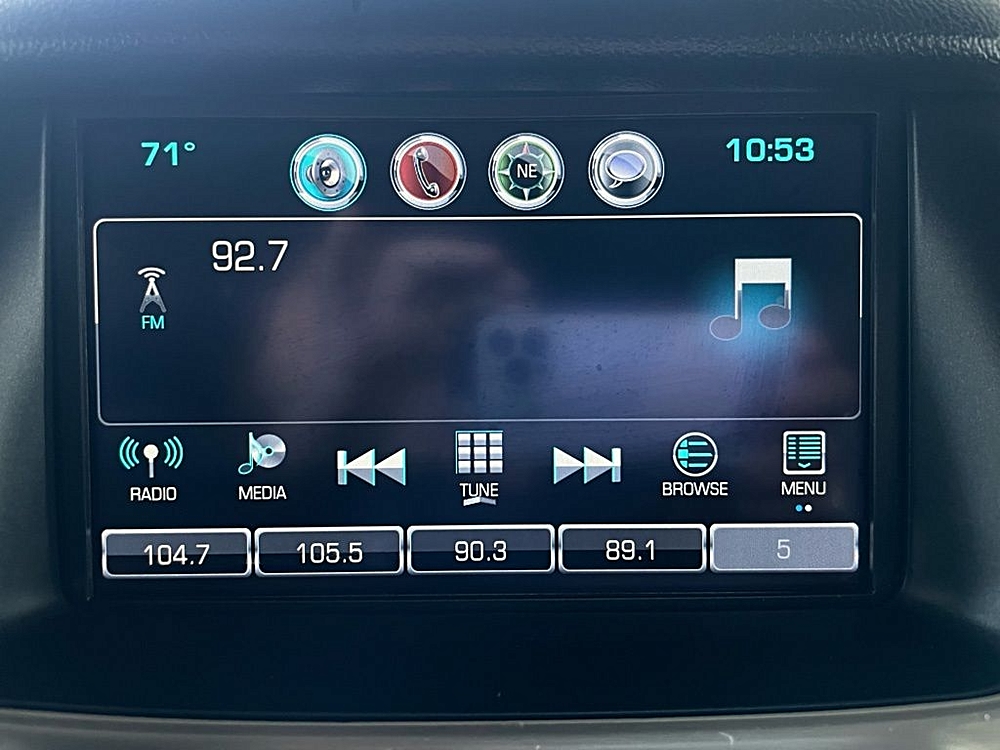 71°
NE
10:53
92.7
FM
RADIO
MEDIA
TUNE
BROWSE
MENU
104.7
105.5
90.3
89.1
5